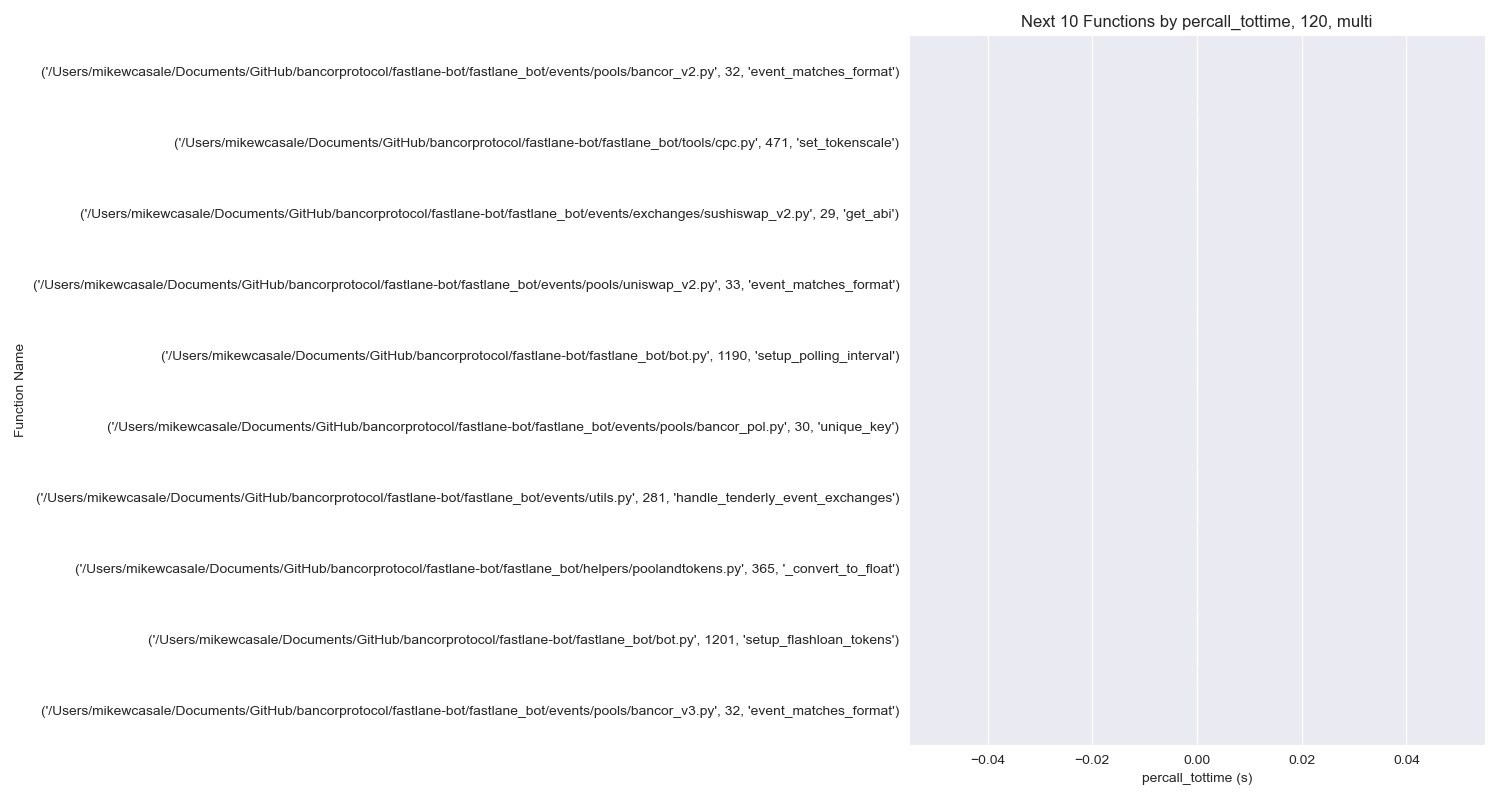 Next 10 Functions by percall_tottime, 120, multi
('/Users/mikewcasale/Documents/GitHub/bancorprotocol/fastlane-bot/fastlane_bot/events/pools/bancor_v2.py', 32, 'event_matches_format')
('/Users/mikewcasale/Documents/GitHub/bancorprotocol/fastlane-bot/fastlane_bot/tools/cpc.py', 471, 'set_tokenscale')
('/Users/mikewcasale/Documents/GitHub/bancorprotocol/fastlane-bot/fastlane_bot/events/exchanges/sushiswap_v2.py', 29, 'get_abi')
('/Users/mikewcasale/Documents/GitHub/bancorprotocol/fastlane-bot/fastlane_bot/events/pools/uniswap_v2.py', 33, 'event_matches_format')
('/Users/mikewcasale/Documents/GitHub/bancorprotocol/fastlane-bot/fastlane_bot/bot.py', 1190, 'setup_polling_interval')
('/Users/mikewcasale/Documents/GitHub/bancorprotocol/fastlane-bot/fastlane_bot/events/pools/bancor_pol.py', 30, 'unique_key')
('/Users/mikewcasale/Documents/GitHub/bancorprotocol/fastlane-bot/fastlane_bot/events/utils.py', 281, 'handle_tenderly_event_exchanges')
('/Users/mikewcasale/Documents/GitHub/bancorprotocol/fastlane-bot/fastlane_bot/helpers/poolandtokens.py', 365, '_convert_to_float')
('/Users/mikewcasale/Documents/GitHub/bancorprotocol/fastlane-bot/fastlane_bot/bot.py', 1201, 'setup_flashloan_tokens')
('/Users/mikewcasale/Documents/GitHub/bancorprotocol/fastlane-bot/fastlane_bot/events/pools/bancor_v3.py', 32, 'event_matches_format')
Function Name
−0.04 −0.02 0.00 0.02 0.04
percall_tottime (s)